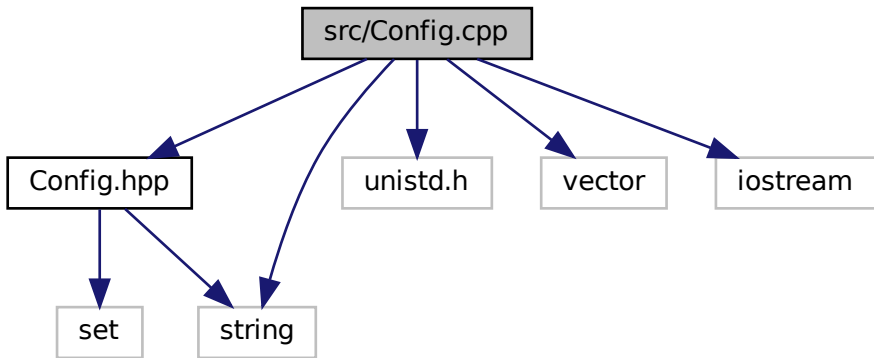 src/Config.cpp
Config.hpp
unistd.h
vector
iostream
set
string